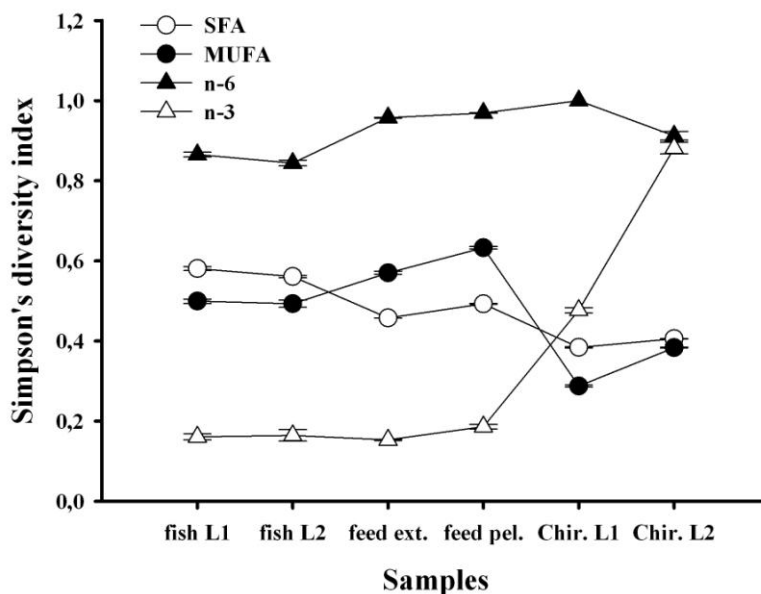 1,2
1,0
0,8
0,6
0,4
0,2
0,0
Simpson's diversity index
SFA
MUFA
n-6
n-3
fish L1 fish L2 feed ext. feed pel. Chir. L1 Chir. L2
Samples